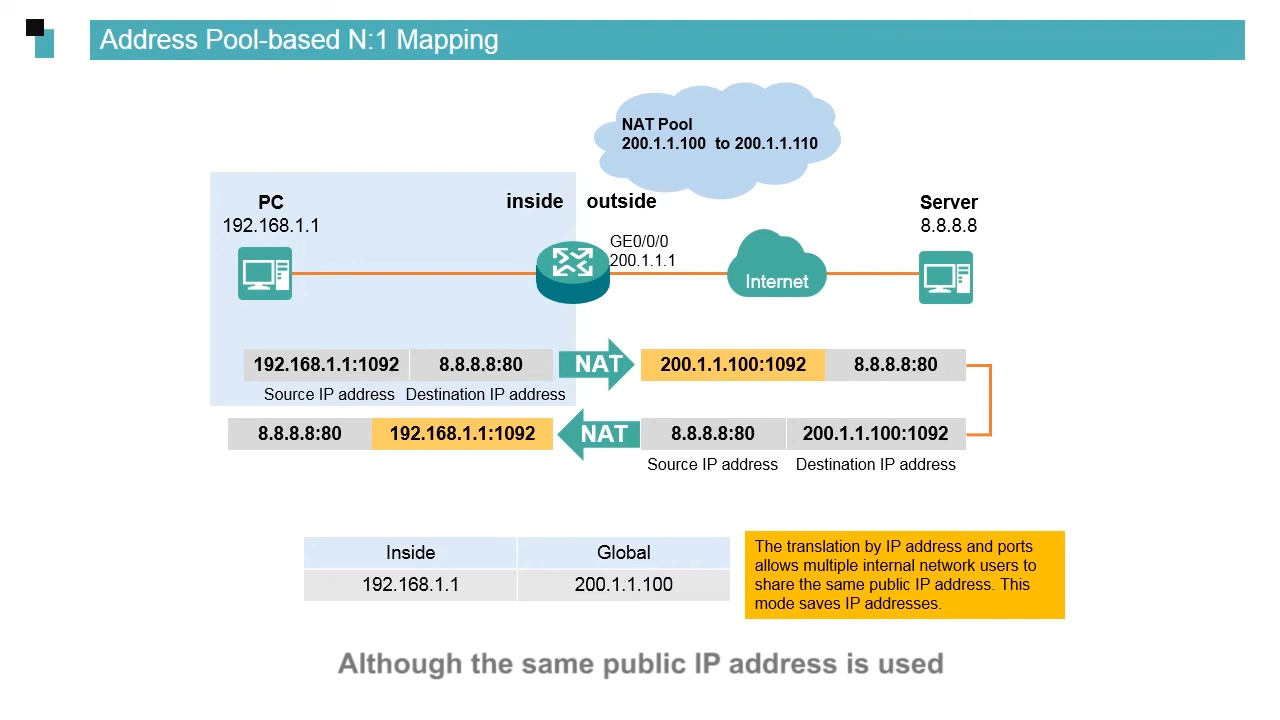 Address Pool-based N:1 Mapping
NAT Pool
200.1.1.100 to 200.1.1.110
PC
192.168.1.1
inside
outside
Server
8.8.8.8
GE0/0/0
200.1.1.1
Internet
192.168.1.1:1092
8.8.8.8:80
NAT
200.1.1.100:1092
8.8.8.8:80
Source IP address
Destination IP address
8.8.8.8:80
192.168.1.1:1092
NAT
8.8.8.8:80
200.1.1.100:1092
Source IP address
Destination IP address
Inside
Global
192.168.1.1
200.1.1.100
The translation by IP address and ports
allows multiple internal network users to
share the same public IP address. This
mode saves IP addresses.
Although the same public IP address is used